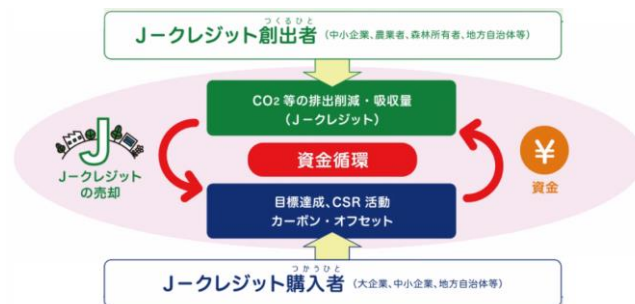 つくるひと
J-クレジット創出者（中小企業、農業者、森林所有者、地方自治体等）
CO2 等の排出削減・吸収量
（J-クレジット）
J
J-クレジット
の売却
資金循環
¥
資金
目標達成、CSR 活動
カーボン・オフセット
つかうひと
J-クレジット購入者（大企業、中小企業、地方自治体等）